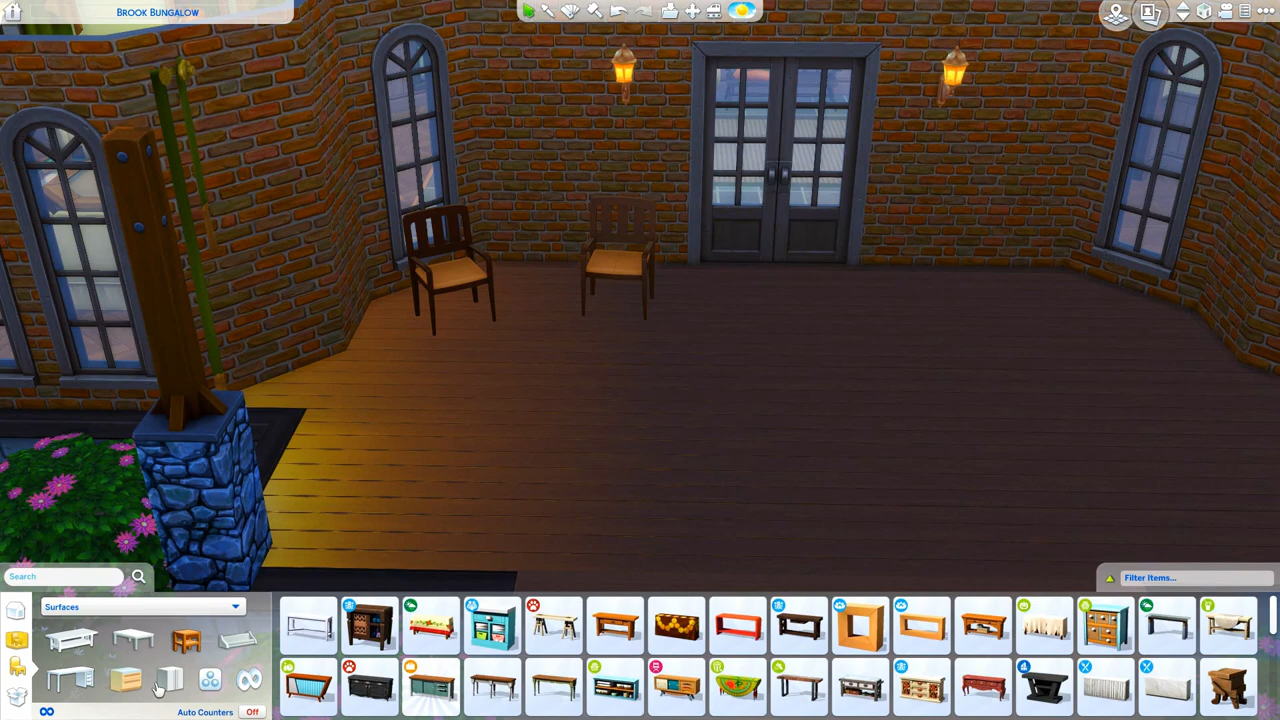 BROOK BUNGALOW
Search
Filter Items...
Surfaces
Auto Counters Off